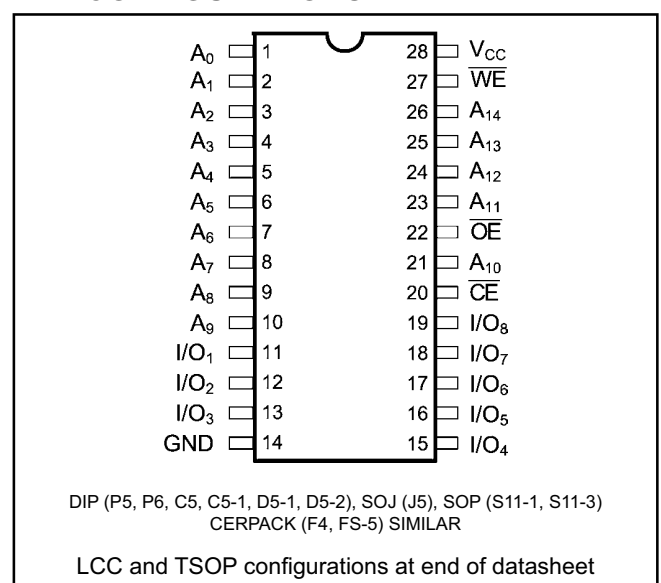 A0 1 28 VCC
A1 2 27 WE
A2 3 26 A14
A3 4 25 A13
A4 5 24 A12
A5 6 23 A11
A6 7 22 OE
A7 8 21 A10
A8 9 20 CE
A9 10 19 I/O8
I/O1 11 18 I/O7
I/O2 12 17 I/O6
I/O3 13 16 I/O5
GND 14 15 I/O4
DIP (P5, P6, C5, C5-1, D5-1, D5-2), SOJ (J5), SOP (S11-1, S11-3)
CERPACK (F4, FS-5) SIMILAR
LCC and TSOP configurations at end of datasheet